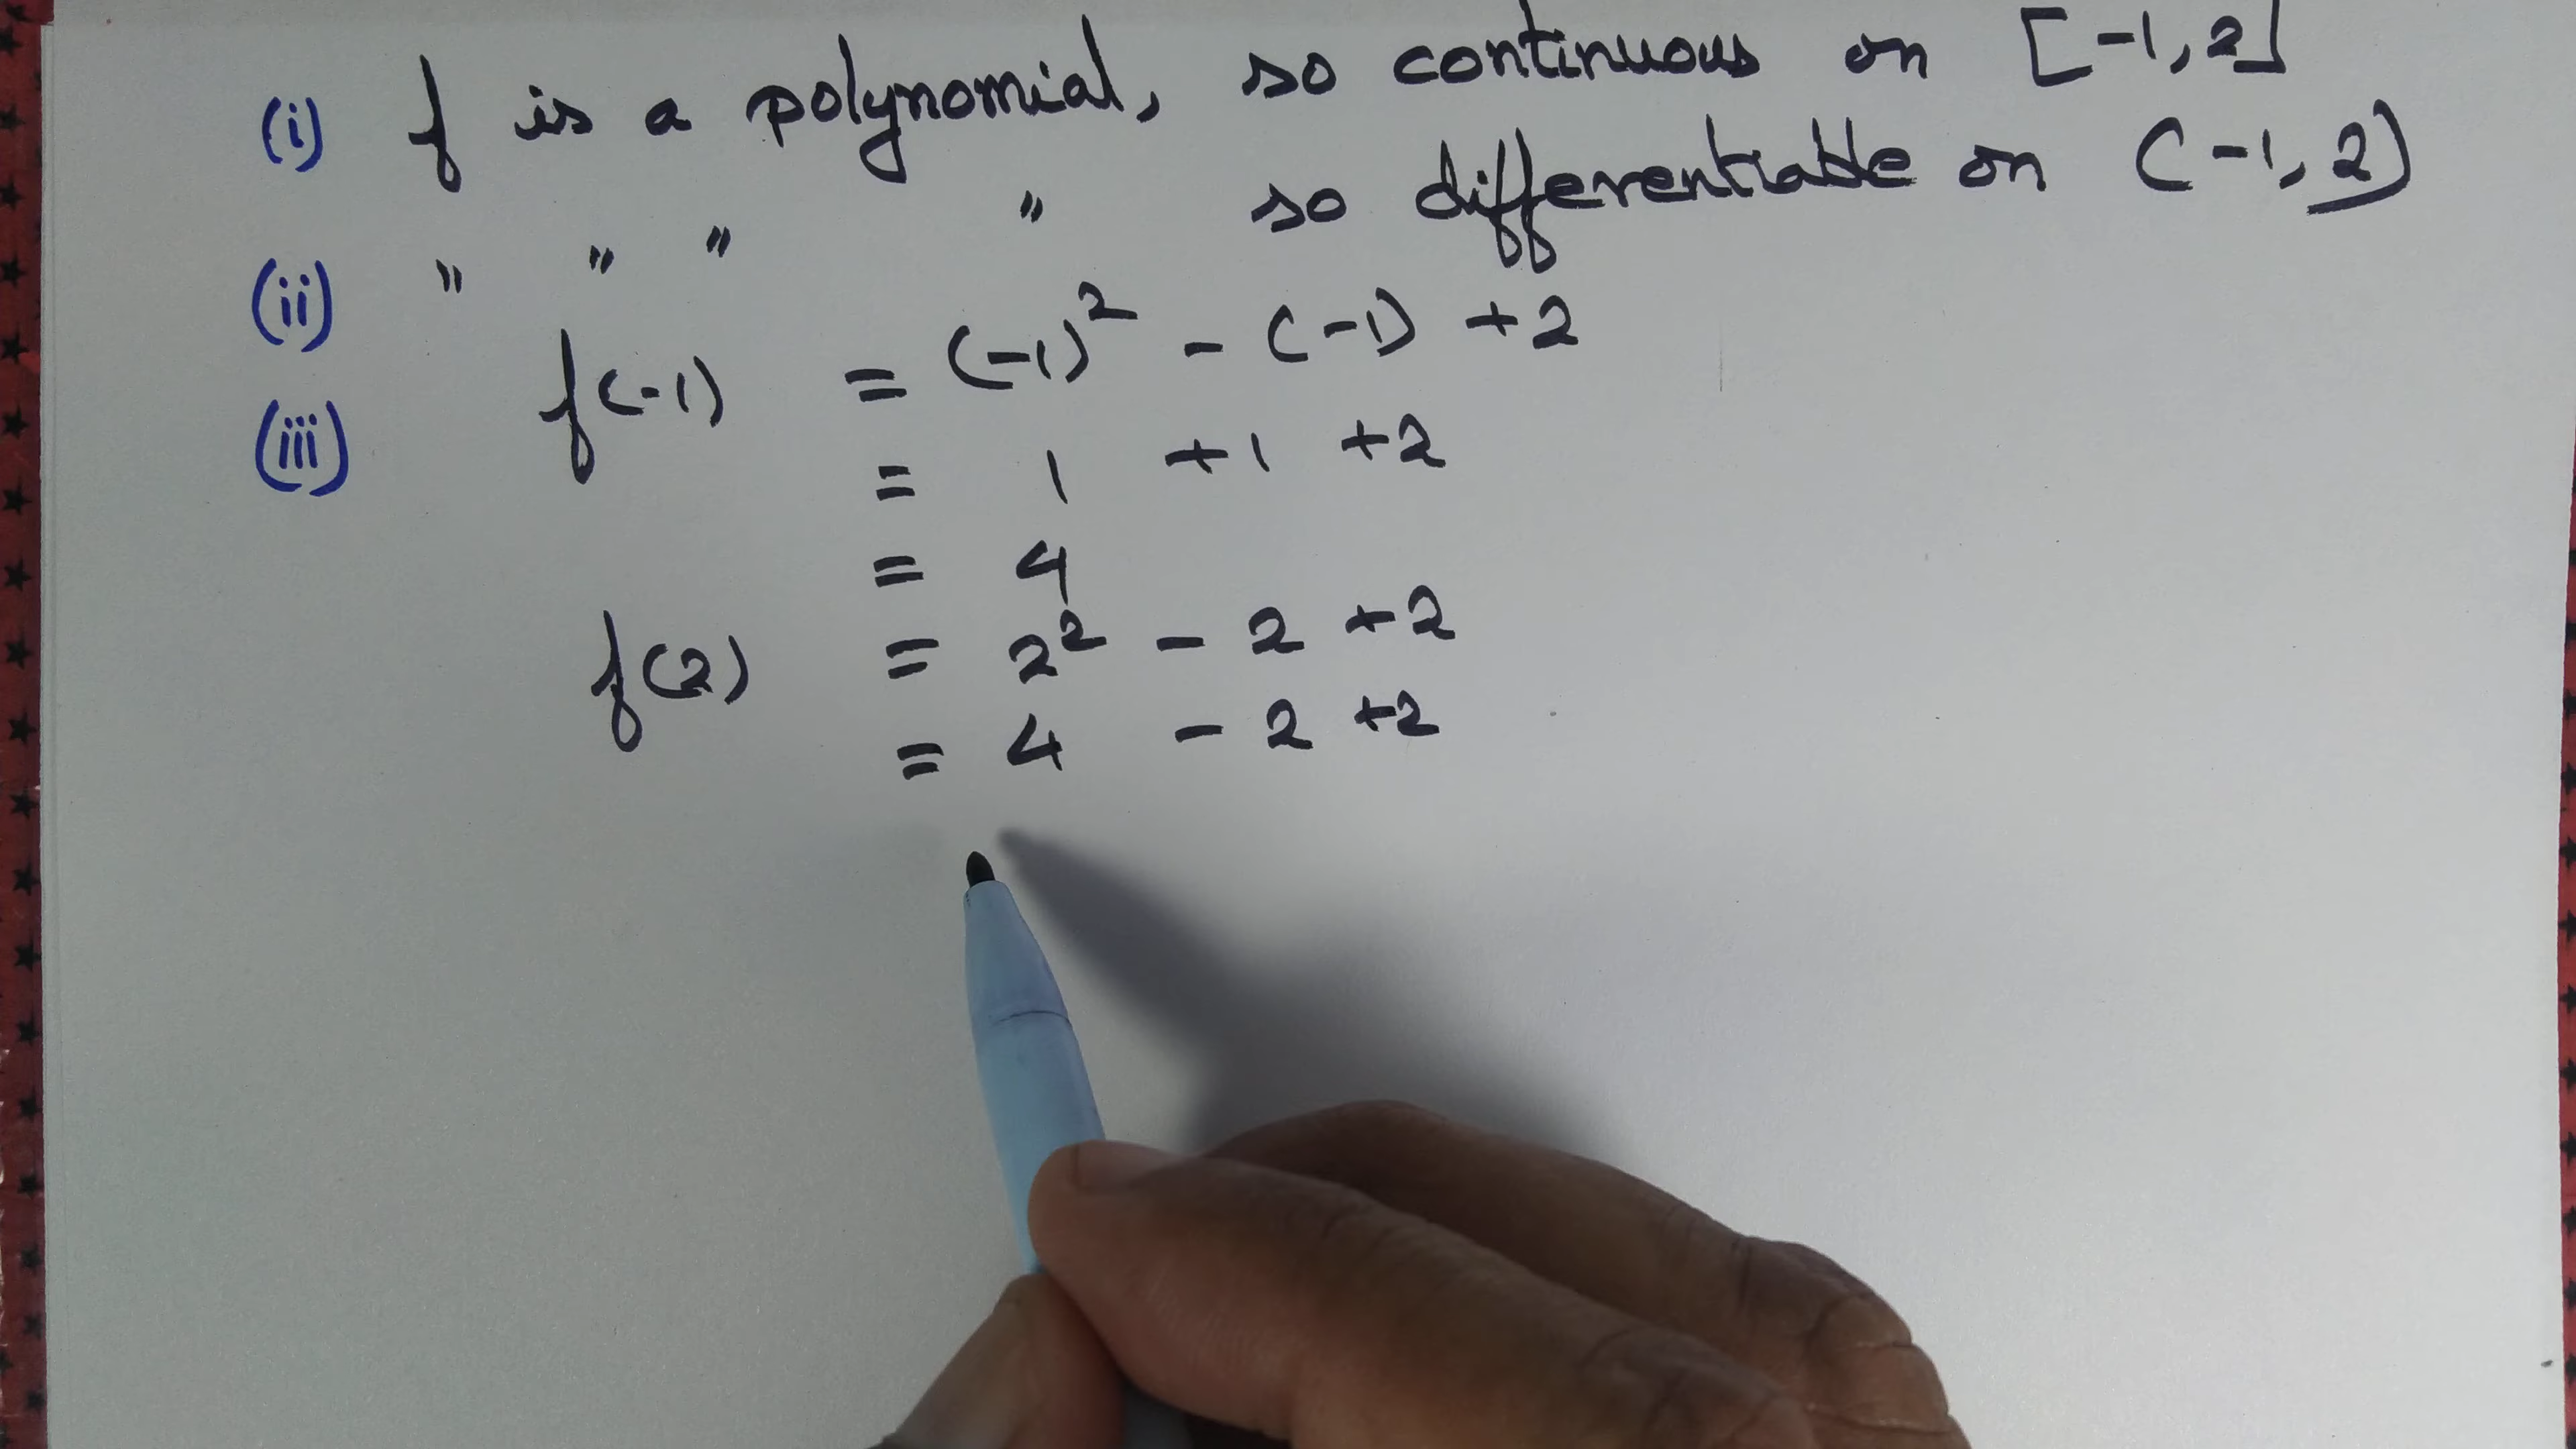 (i) f is a polynomial, so continuous on [-1, 2]
(ii) " " " " so differentiable on (-1, 2)
(iii) f(-1) = (-1)² - (-1) + 2
= 1 + 1 + 2
= 4
f(2) = 2² - 2 + 2
= 4 - 2 + 2